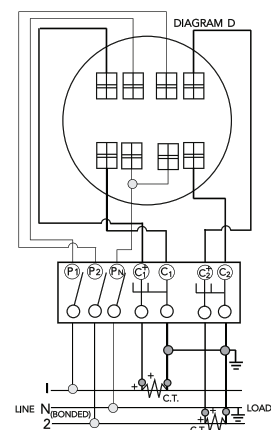 DIAGRAM D
P1 P2 PN C1+ C1 C2+ C2
1
+ +
C.T.
LINE N (BONDED) LOAD
2
+ +
C.T.